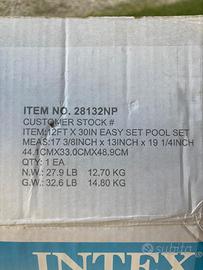 ITEM NO. 28132NP
CUSTOMER STOCK #
ITEM:12FT X 30IN EASY SET POOL SET
MEAS:17 3/8INCH x 13INCH x 19 1/4INCH
44.1CMX33.0CMX48.9CM
QTY: 1 EA
N.W.: 27.9 LB 12.70 KG
G.W.: 32.6 LB 14.80 KG
subito
INTEX